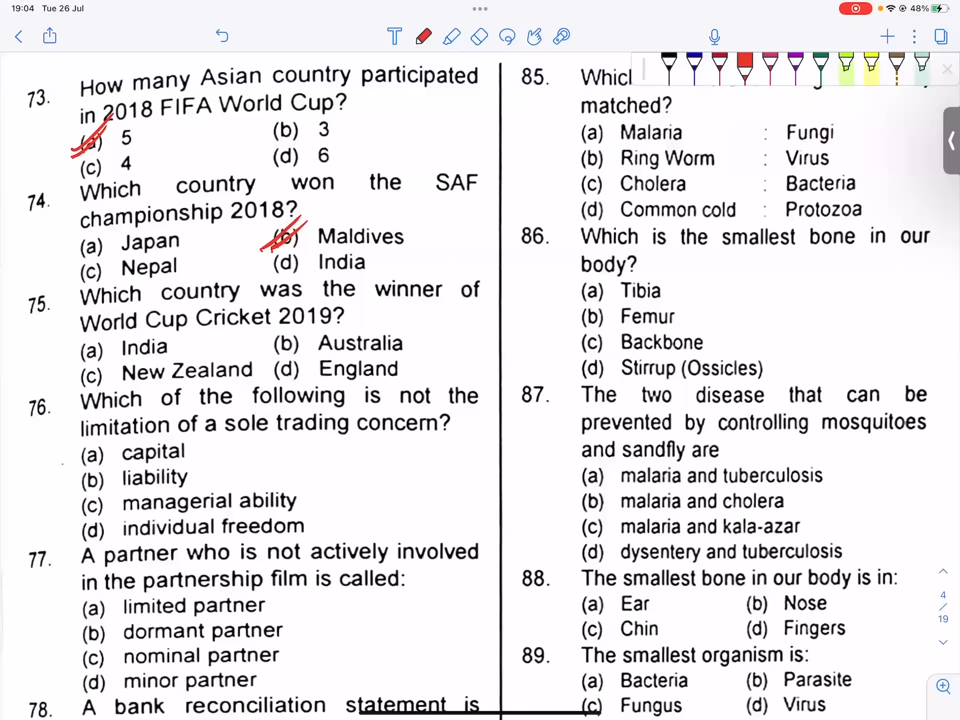 19:04 Tue 26 Jul
48%
73. How many Asian country participated
in 2018 FIFA World Cup?
(a) 5 (b) 3
(c) 4 (d) 6
74. Which country won the SAF
championship 2018?
(a) Japan (b) Maldives
(c) Nepal (d) India
75. Which country was the winner of
World Cup Cricket 2019?
(a) India (b) Australia
(c) New Zealand (d) England
76. Which of the following is not the
limitation of a sole trading concern?
(a) capital
(b) liability
(c) managerial ability
(d) individual freedom
77. A partner who is not actively involved
in the partnership film is called:
(a) limited partner
(b) dormant partner
(c) nominal partner
(d) minor partner
78. A bank reconciliation statement is
85. Which
matched?
(a) Malaria : Fungi
(b) Ring Worm : Virus
(c) Cholera : Bacteria
(d) Common cold : Protozoa
86. Which is the smallest bone in our
body?
(a) Tibia
(b) Femur
(c) Backbone
(d) Stirrup (Ossicles)
87. The two disease that can be
prevented by controlling mosquitoes
and sandfly are
(a) malaria and tuberculosis
(b) malaria and cholera
(c) malaria and kala-azar
(d) dysentery and tuberculosis
88. The smallest bone in our body is in:
(a) Ear (b) Nose
(c) Chin (d) Fingers
89. The smallest organism is:
(a) Bacteria (b) Parasite
(c) Fungus (d) Virus
4
/
19